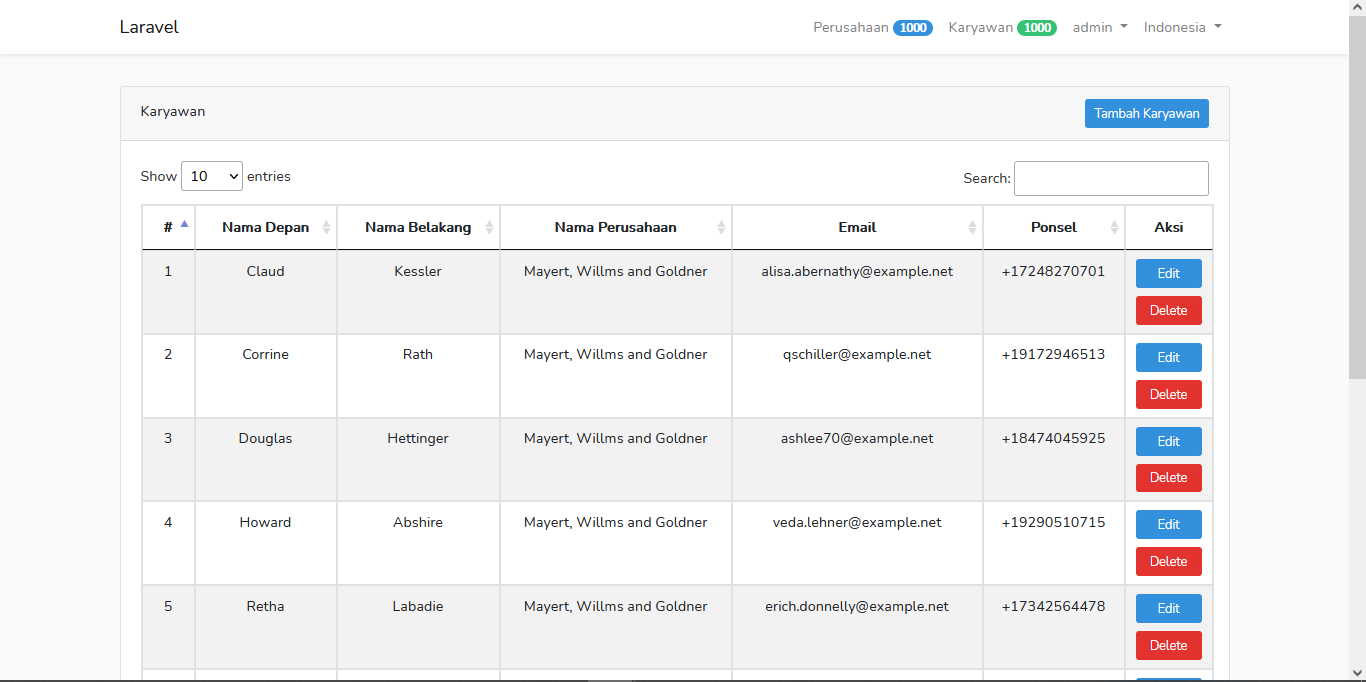 Laravel Perusahaan 1000 Karyawan 1000 admin Indonesia
Karyawan Tambah Karyawan
Show 10 entries Search:
# Nama Depan Nama Belakang Nama Perusahaan Email Ponsel Aksi
1 Claud Kessler Mayert, Willms and Goldner alisa.abernathy@example.net +17248270701 Edit
Delete
2 Corrine Rath Mayert, Willms and Goldner qschiller@example.net +19172946513 Edit
Delete
3 Douglas Hettinger Mayert, Willms and Goldner ashlee70@example.net +18474045925 Edit
Delete
4 Howard Abshire Mayert, Willms and Goldner veda.lehner@example.net +19290510715 Edit
Delete
5 Retha Labadie Mayert, Willms and Goldner erich.donnelly@example.net +17342564478 Edit
Delete